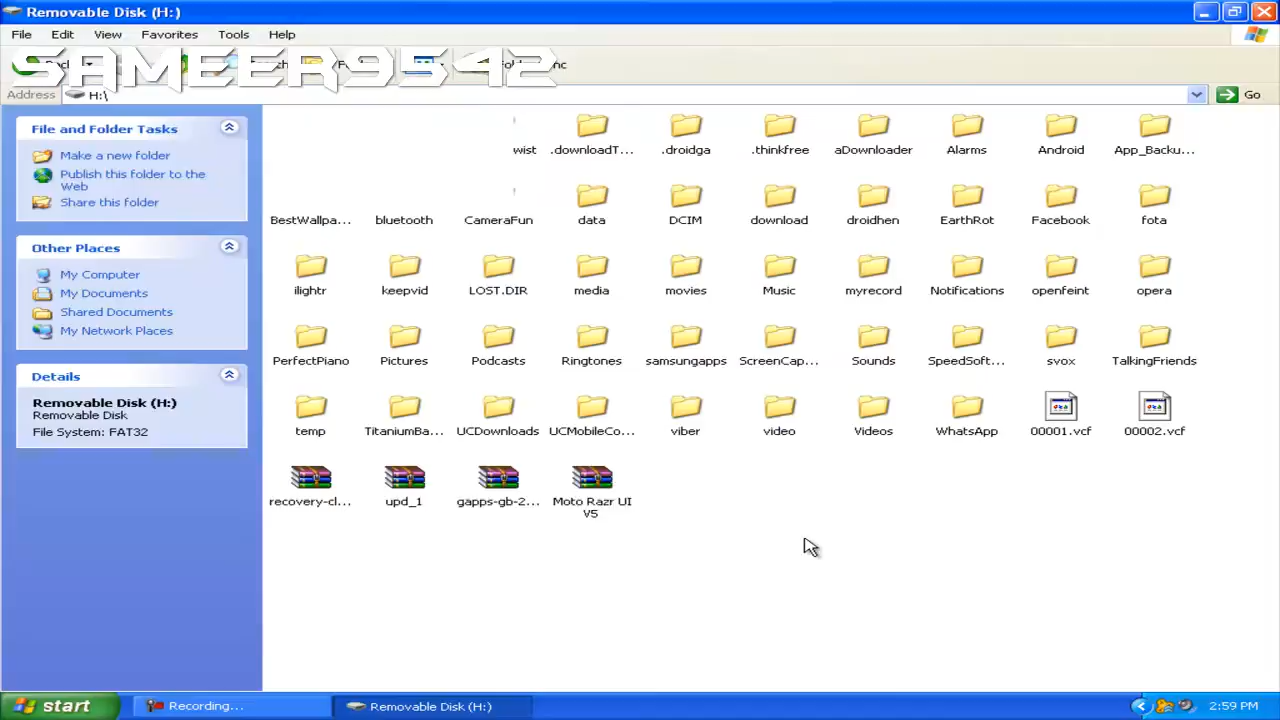 Removable Disk (H:)
File Edit View Favorites Tools Help
SAMEER9542
Address H:\ Go
File and Folder Tasks
Make a new folder
Publish this folder to the
Web
Share this folder
Other Places
My Computer
My Documents
Shared Documents
My Network Places
Details
Removable Disk (H:)
Removable Disk
File System: FAT32
wist .downloadT... .droidga .thinkfree aDownloader Alarms Android App_Backu...
BestWallpa... bluetooth CameraFun data DCIM download droidhen EarthRot Facebook fota
ilightr keepvid LOST.DIR media movies Music myrecord Notifications openfeint opera
PerfectPiano Pictures Podcasts Ringtones samsungapps ScreenCap... Sounds SpeedSoft... svox TalkingFriends
temp TitaniumBa... UCDownloads UCMobileCo... viber video Videos WhatsApp 00001.vcf 00002.vcf
recovery-cl... upd_1 gapps-gb-2... Moto Razr UI
V5
start Recording... Removable Disk (H:) 2:59 PM